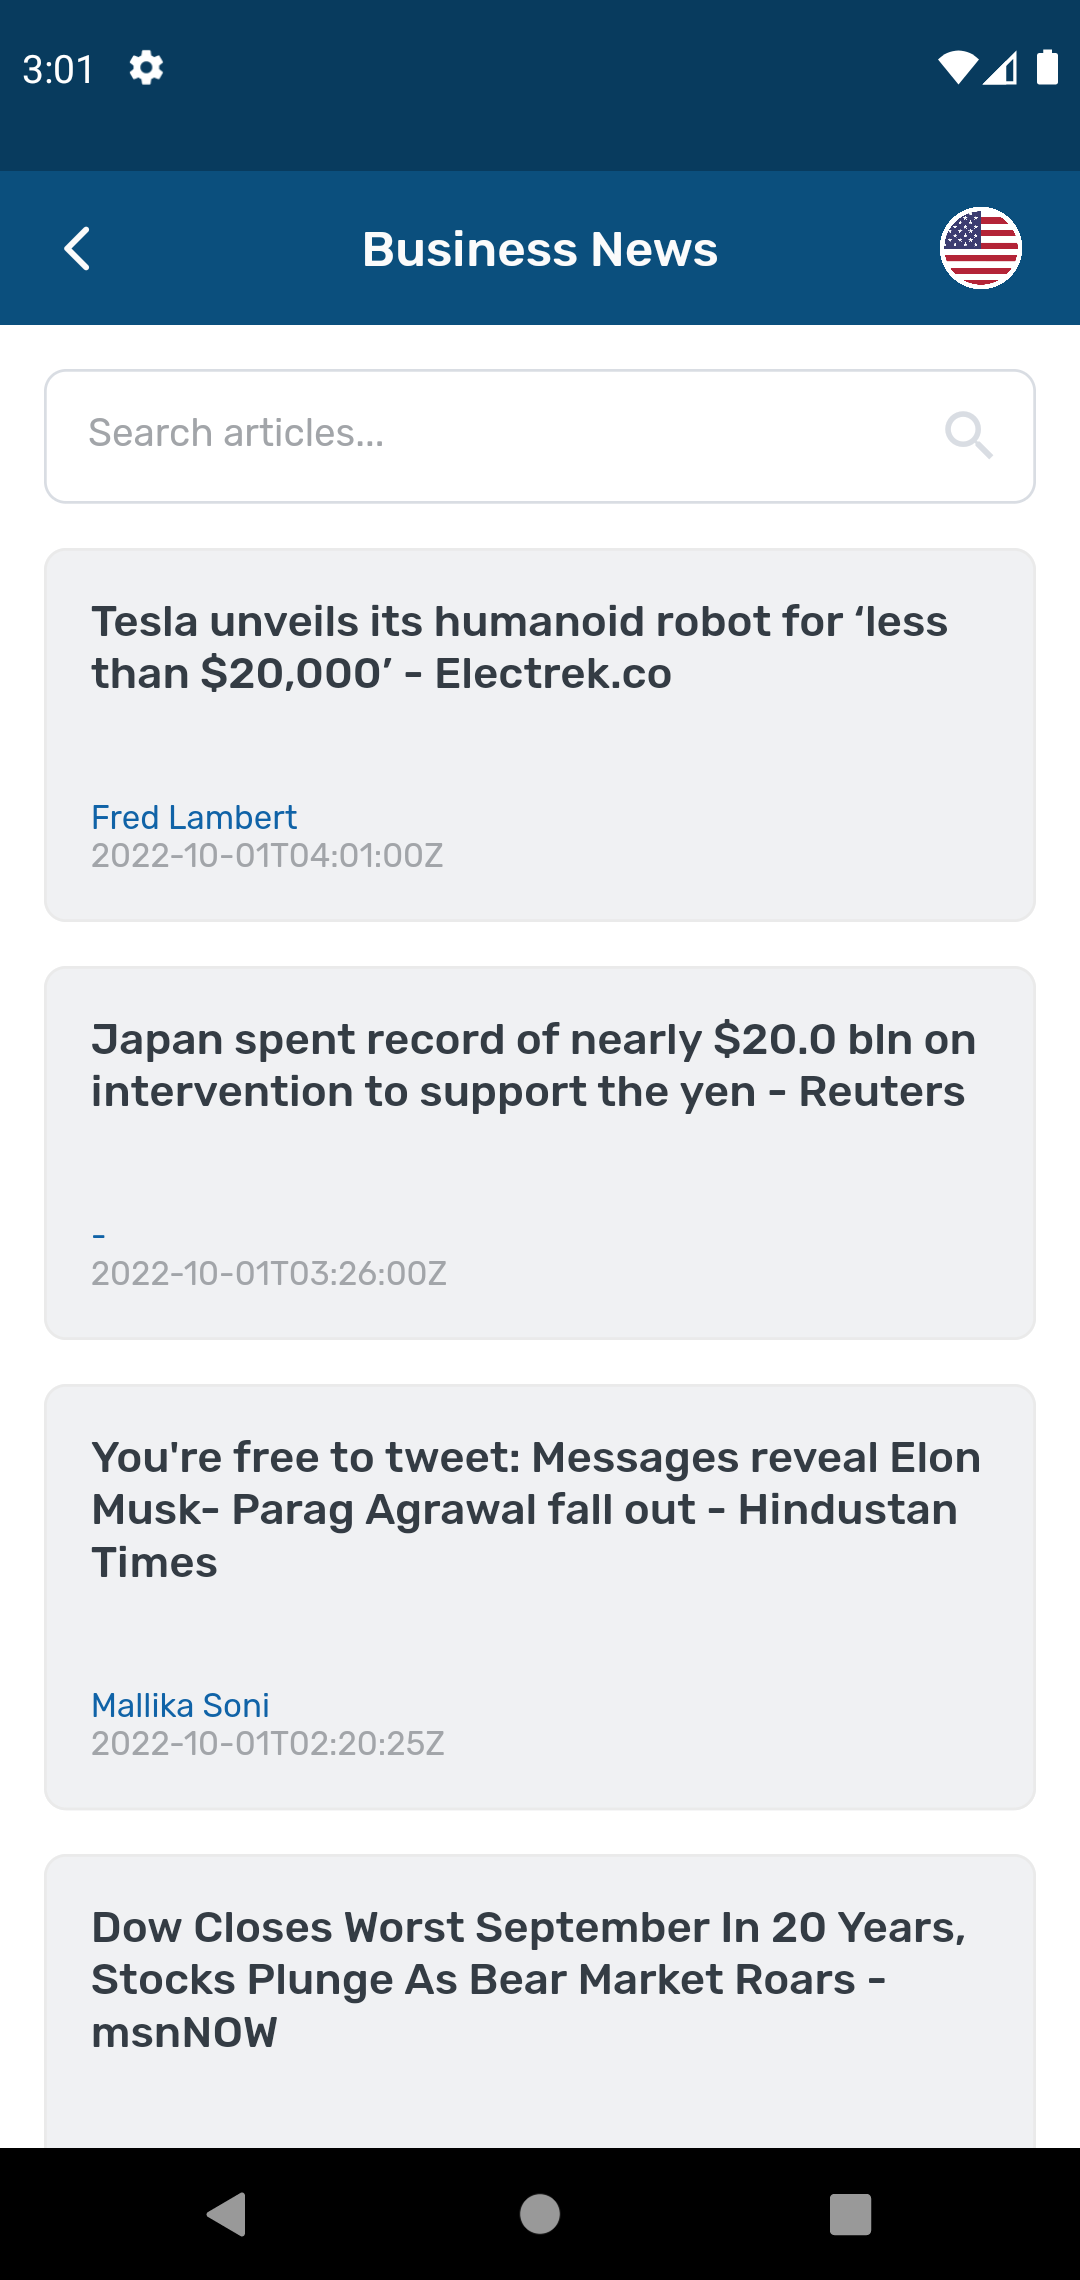 3:01
Business News
Search articles...
Tesla unveils its humanoid robot for ‘less
than $20,000’ - Electrek.co
Fred Lambert
2022-10-01T04:01:00Z
Japan spent record of nearly $20.0 bln on
intervention to support the yen - Reuters
-
2022-10-01T03:26:00Z
You're free to tweet: Messages reveal Elon
Musk- Parag Agrawal fall out - Hindustan
Times
Mallika Soni
2022-10-01T02:20:25Z
Dow Closes Worst September In 20 Years,
Stocks Plunge As Bear Market Roars -
msnNOW